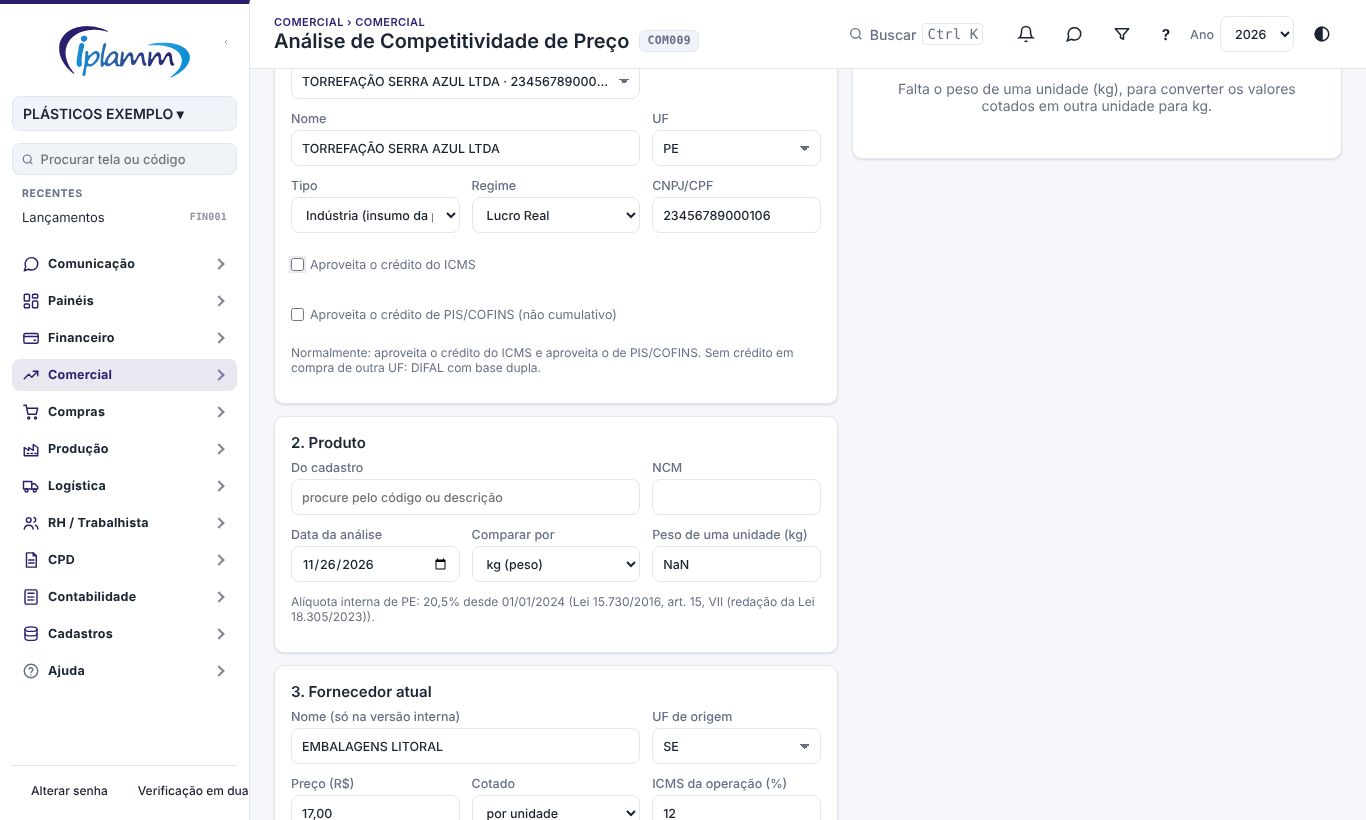 iplamm
PLÁSTICOS EXEMPLO ▾
Procurar tela ou código
RECENTES
Lançamentos FIN001
Comunicação
Painéis
Financeiro
Comercial
Compras
Produção
Logística
RH / Trabalhista
CPD
Contabilidade
Cadastros
Ajuda
Alterar senha Verificação em dua
COMERCIAL › COMERCIAL
Análise de Competitividade de Preço COM009
Buscar Ctrl K ? Ano 2026
TORREFAÇÃO SERRA AZUL LTDA · 23456789000...
Nome UF
TORREFAÇÃO SERRA AZUL LTDA PE
Tipo Regime CNPJ/CPF
Indústria (insumo da Lucro Real 23456789000106
Aproveita o crédito do ICMS
Aproveita o crédito de PIS/COFINS (não cumulativo)
Normalmente: aproveita o crédito do ICMS e aproveita o de PIS/COFINS. Sem crédito em
compra de outra UF: DIFAL com base dupla.
2. Produto
Do cadastro NCM
procure pelo código ou descrição
Data da análise Comparar por Peso de uma unidade (kg)
11/26/2026 kg (peso) NaN
Alíquota interna de PE: 20,5% desde 01/01/2024 (Lei 15.730/2016, art. 15, VII (redação da Lei
18.305/2023)).
3. Fornecedor atual
Nome (só na versão interna) UF de origem
EMBALAGENS LITORAL SE
Preço (R$) Cotado ICMS da operação (%)
17,00 por unidade 12
Falta o peso de uma unidade (kg), para converter os valores
cotados em outra unidade para kg.